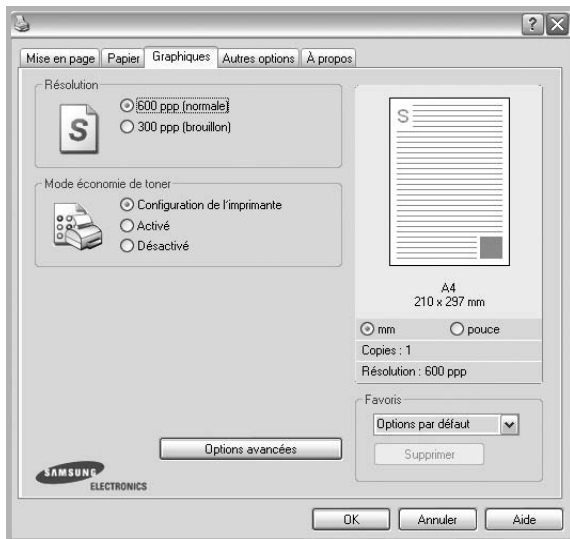 Mise en page
Papier
Graphiques
Autres options
À propos
Résolution
S
600 ppp (normale)
300 ppp (brouillon)
Mode économie de toner
Configuration de l'imprimante
Activé
Désactivé
Options avancées
SAMSUNG
ELECTRONICS
S
A4
210 x 297 mm
mm
pouce
Copies : 1
Résolution : 600 ppp
Favoris
Options par défaut
Supprimer
OK
Annuler
Aide